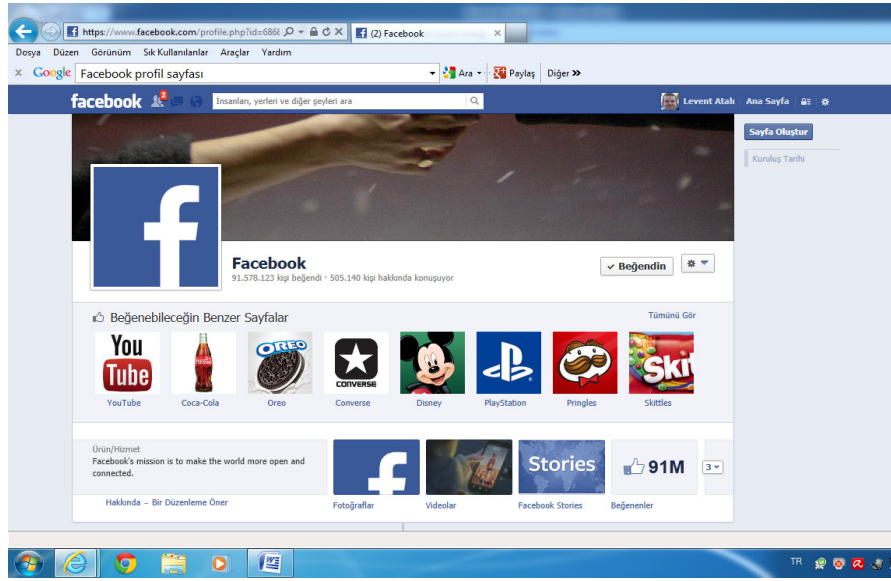 https://www.facebook.com/profile.php?id=686
(2) Facebook
Dosya Düzen Görünüm Sık Kullanılanlar Araçlar Yardım
Google Facebook profil sayfası Ara Paylaş Diğer
facebook 2 İnsanları, yerleri ve diğer şeyleri ara Levent Atalı Ana Sayfa
Sayfa Oluştur
Kuruluş Tarihi
Facebook
91.578.123 kişi beğendi · 505.140 kişi hakkında konuşuyor
Beğendin
Beğenebileceğin Benzer Sayfalar Tümünü Gör
You
Tube
OREO
CONVERSE
Skit
YouTube Coca-Cola Oreo Converse Disney PlayStation Pringles Skittles
Ürün/Hizmet
Facebook's mission is to make the world more open and
connected.
Hakkında – Bir Düzenleme Öner
Stories
91M
3
Fotoğraflar Videolar Facebook Stories Beğenenler
TR